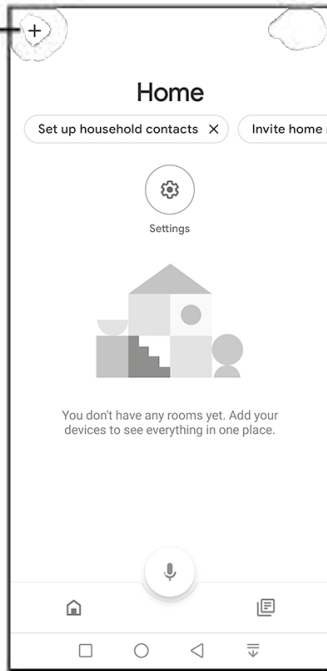 Home
Set up household contacts
Invite home
Settings
You don't have any rooms yet. Add your
devices to see everything in one place.